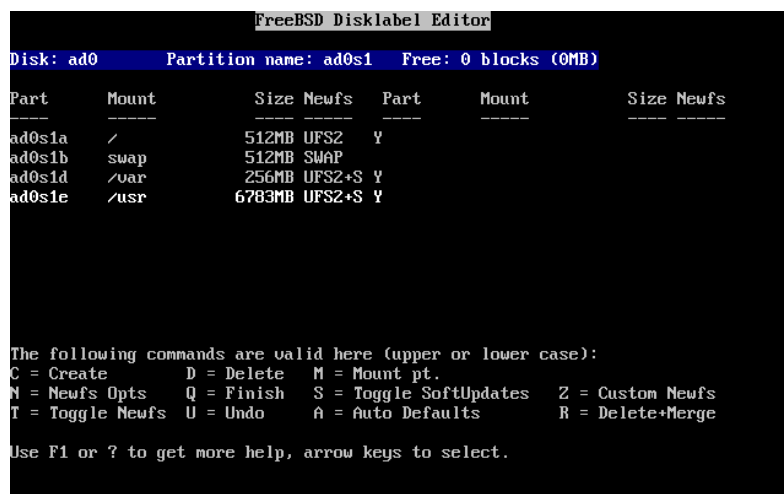 FreeBSD Disklabel Editor
Disk: ad0       Partition name: ad0s1   Free: 0 blocks (0MB)
Part      Mount          Size Newfs   Part      Mount          Size Newfs
----      -----          ---- -----   ----      -----          ---- -----
ad0s1a    /             512MB UFS2   Y
ad0s1b    swap          512MB SWAP
ad0s1d    /var          256MB UFS2+S Y
ad0s1e    /usr         6783MB UFS2+S Y
The following commands are valid here (upper or lower case):
C = Create        D = Delete   M = Mount pt.
N = Newfs Opts    Q = Finish   S = Toggle SoftUpdates   Z = Custom Newfs
T = Toggle Newfs  U = Undo     A = Auto Defaults        R = Delete+Merge
Use F1 or ? to get more help, arrow keys to select.